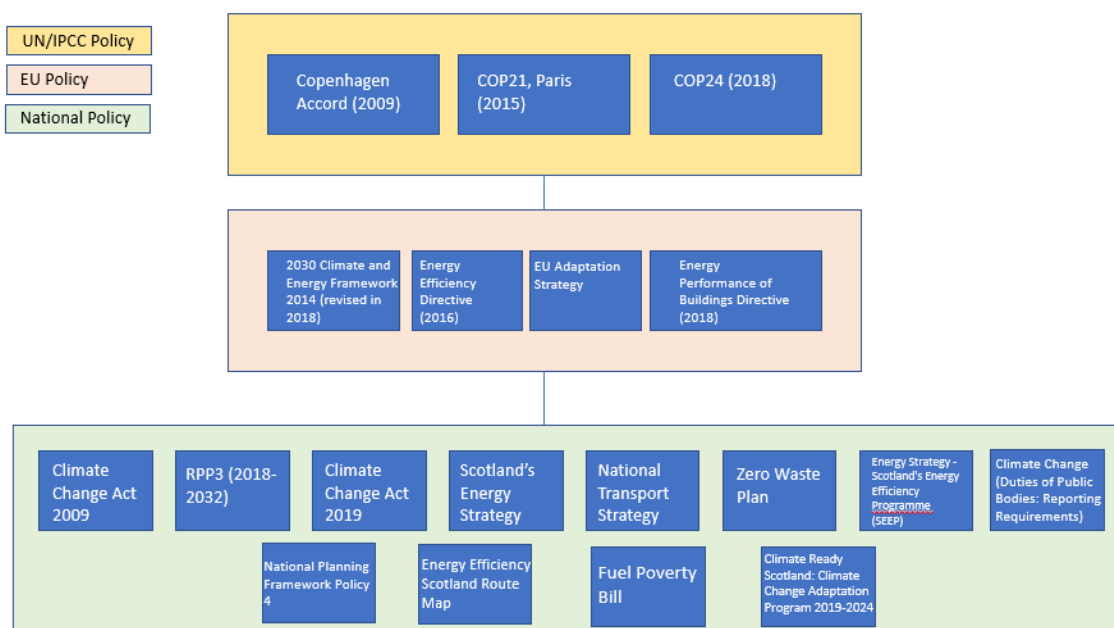 UN/IPCC Policy
EU Policy
National Policy
Copenhagen
Accord (2009)
COP21, Paris
(2015)
COP24 (2018)
2030 Climate and
Energy Framework
2014 (revised in
2018)
Energy
Efficiency
Directive
(2016)
EU Adaptation
Strategy
Energy
Performance of
Buildings Directive
(2018)
Climate
Change Act
2009
RPP3 (2018-
2032)
Climate
Change Act
2019
Scotland's
Energy
Strategy
National
Transport
Strategy
Zero Waste
Plan
Energy Strategy -
Scotland's Energy
Efficiency
Programme
(SEEP)
Climate Change
(Duties of Public
Bodies: Reporting
Requirements)
National Planning
Framework Policy
4
Energy Efficiency
Scotland Route
Map
Fuel Poverty
Bill
Climate Ready
Scotland: Climate
Change Adaptation
Program 2019-2024